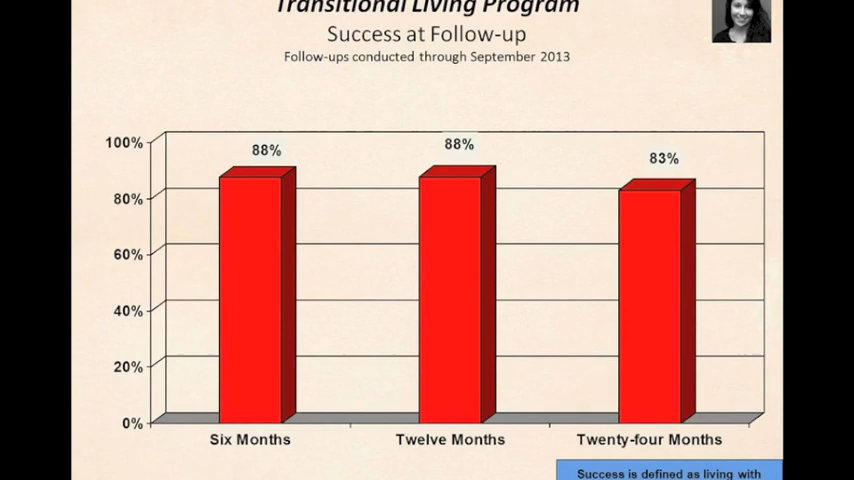 Transitional Living Program
Success at Follow-up
Follow-ups conducted through September 2013
100%
80%
60%
40%
20%
0%
88%
88%
83%
Six Months
Twelve Months
Twenty-four Months
Success is defined as living with